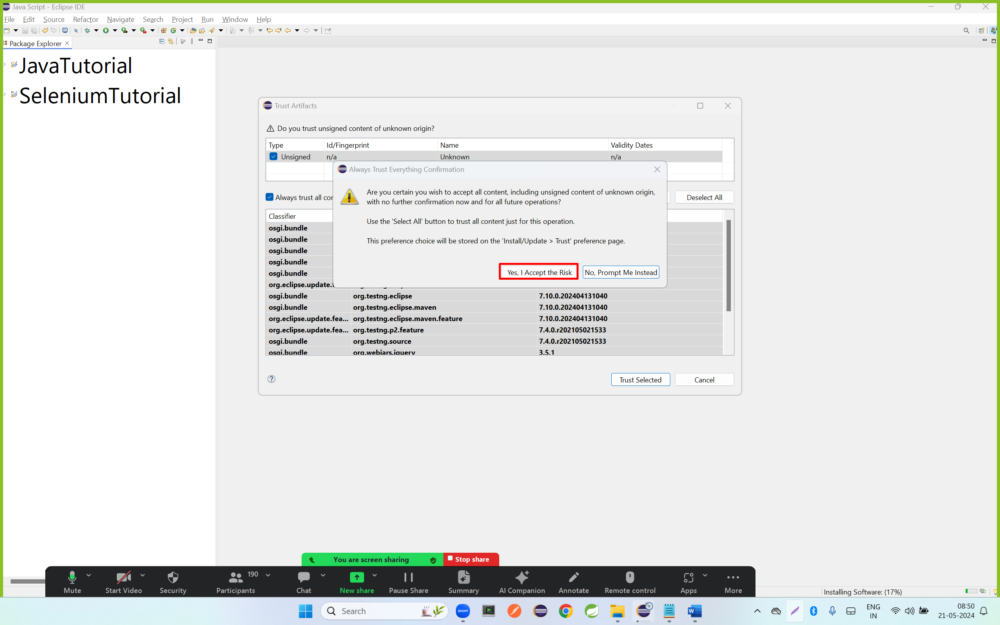 Java Script - Eclipse IDE
File Edit Source Refactor Navigate Search Project Run Window Help
Package Explorer
JavaTutorial
SeleniumTutorial
Trust Artifacts
Do you trust unsigned content of unknown origin?
Type Id/Fingerprint Name Validity Dates
Unsigned n/a Unknown n/a
Always Trust Everything Confirmation
Are you certain you wish to accept all content, including unsigned content of unknown origin,
with no further confirmation now and for all future operations?
Use the 'Select All' button to trust all content just for this operation.
This preference choice will be stored on the 'Install/Update > Trust' preference page.
Yes, I Accept the Risk No, Prompt Me Instead
Always trust all Deselect All
Classifier
osgi.bundle
osgi.bundle
osgi.bundle
osgi.bundle
osgi.bundle
org.eclipse.update.
osgi.bundle org.testng.eclipse 7.10.0.202404131040
osgi.bundle org.testng.eclipse.maven 7.10.0.202404131040
org.eclipse.update.fea... org.testng.eclipse.maven.feature 7.10.0.202404131040
org.eclipse.update.fea... org.testng.p2.feature 7.4.0.r202105021533
osgi.bundle org.testng.source 7.4.0.r202105021533
osgi.bundle org.webjars.jquery 3.5.1
Trust Selected Cancel
You are screen sharing Stop share
190
Mute Start Video Security Participants Chat New share Pause Share Summary AI Companion Annotate Remote control Apps More
Installing Software: (17%)
Search
zoom
ENG
IN
08:50
21-05-2024